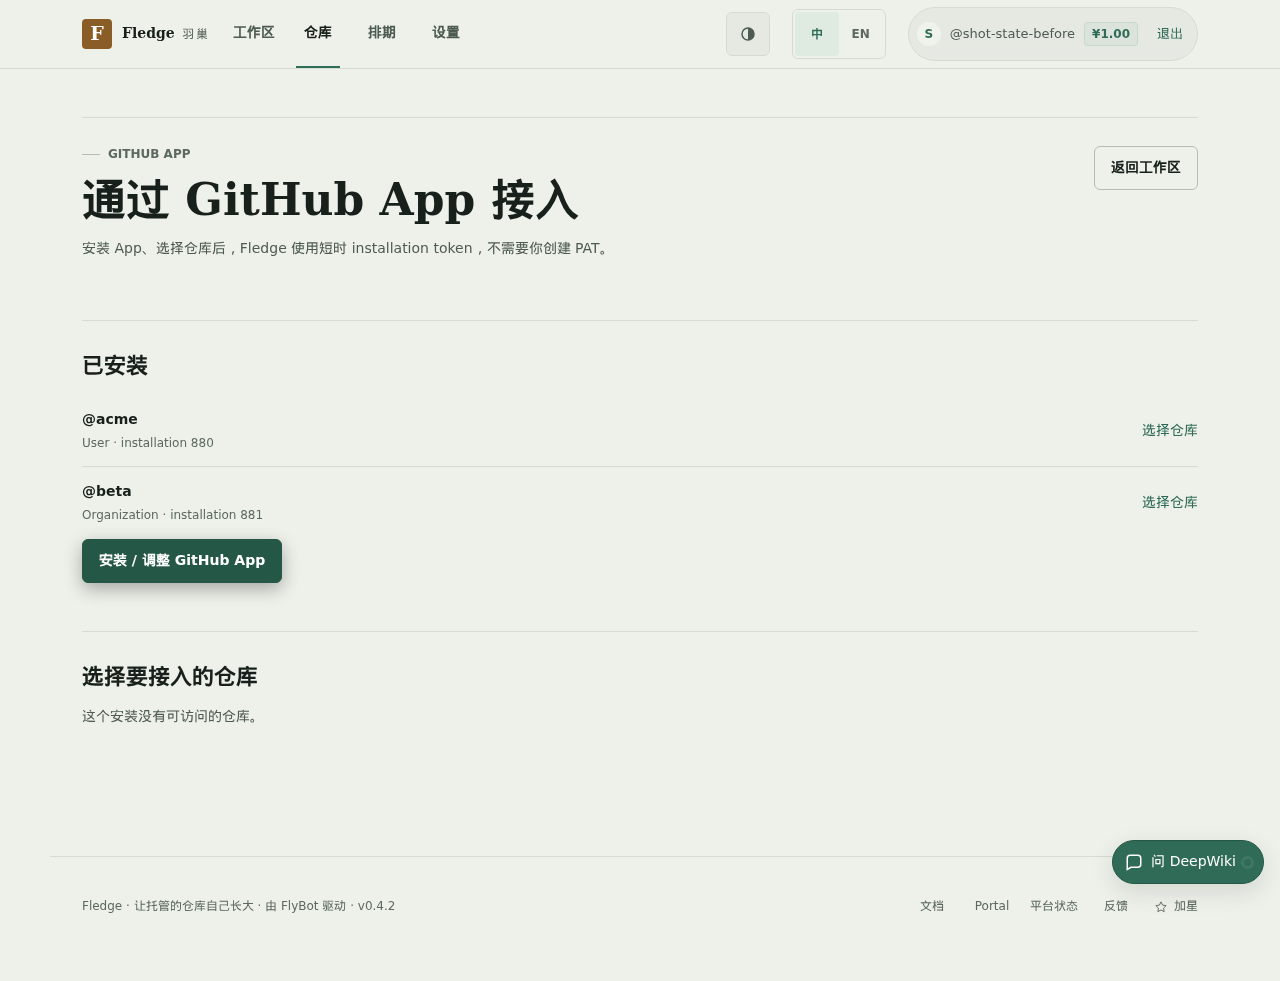 F Fledge 羽巢 工作区 仓库 排期 设置 中 EN S @shot-state-before ¥1.00 退出
GITHUB APP
返回工作区
通过 GitHub App 接入
安装 App、选择仓库后，Fledge 使用短时 installation token，不需要你创建 PAT。
已安装
@acme
User · installation 880
选择仓库
@beta
Organization · installation 881
选择仓库
安装 / 调整 GitHub App
选择要接入的仓库
这个安装没有可访问的仓库。
问 DeepWiki
Fledge · 让托管的仓库自己长大 · 由 FlyBot 驱动 · v0.4.2
文档 Portal 平台状态 反馈 加星